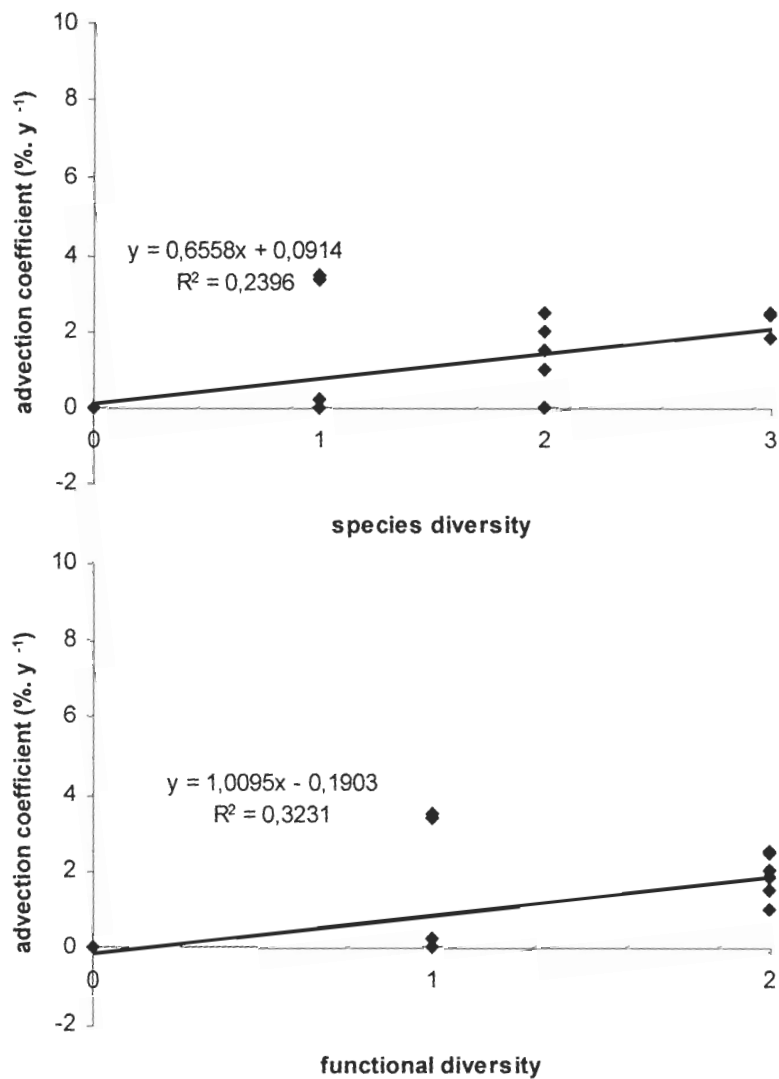 10
8
6
4
2
0
-2
advection coefficient (%. y -1)
y = 0,6558x + 0,0914
R² = 0,2396
0 1 2 3
species diversity
10
8
6
4
2
0
-2
advection coefficient (%. y -1)
y = 1,0095x - 0,1903
R² = 0,3231
0 1 2
functional diversity